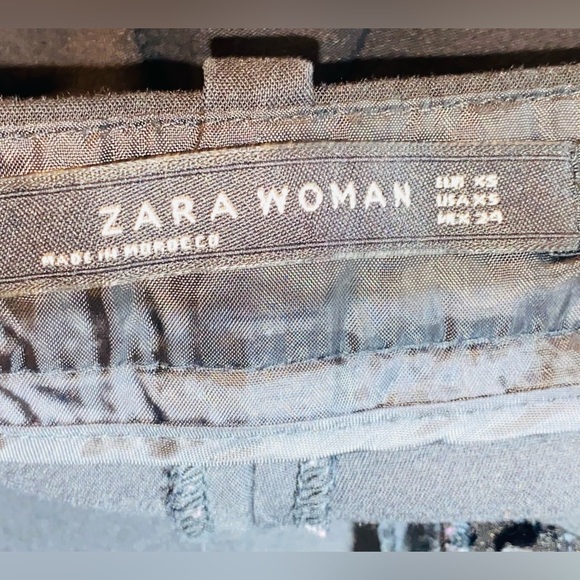 ZARA WOMAN
MADE IN MOROCCO
EUR XS
USA XS
MEX 24